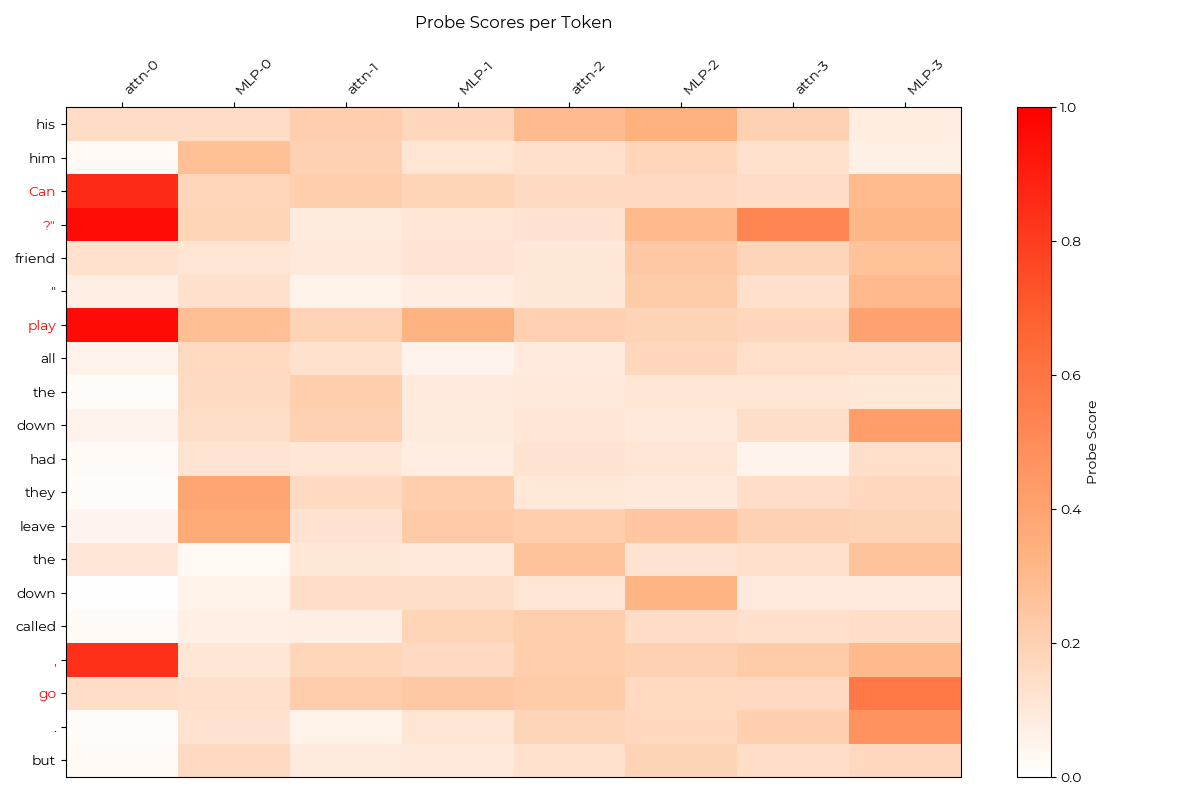 Probe Scores per Token
attn-0 MLP-0 attn-1 MLP-1 attn-2 MLP-2 attn-3 MLP-3
his
him
Can
?"
friend
"
play
all
the
down
had
they
leave
the
down
called
,
go
.
but
1.0
0.8
0.6
0.4
0.2
0.0
Probe Score